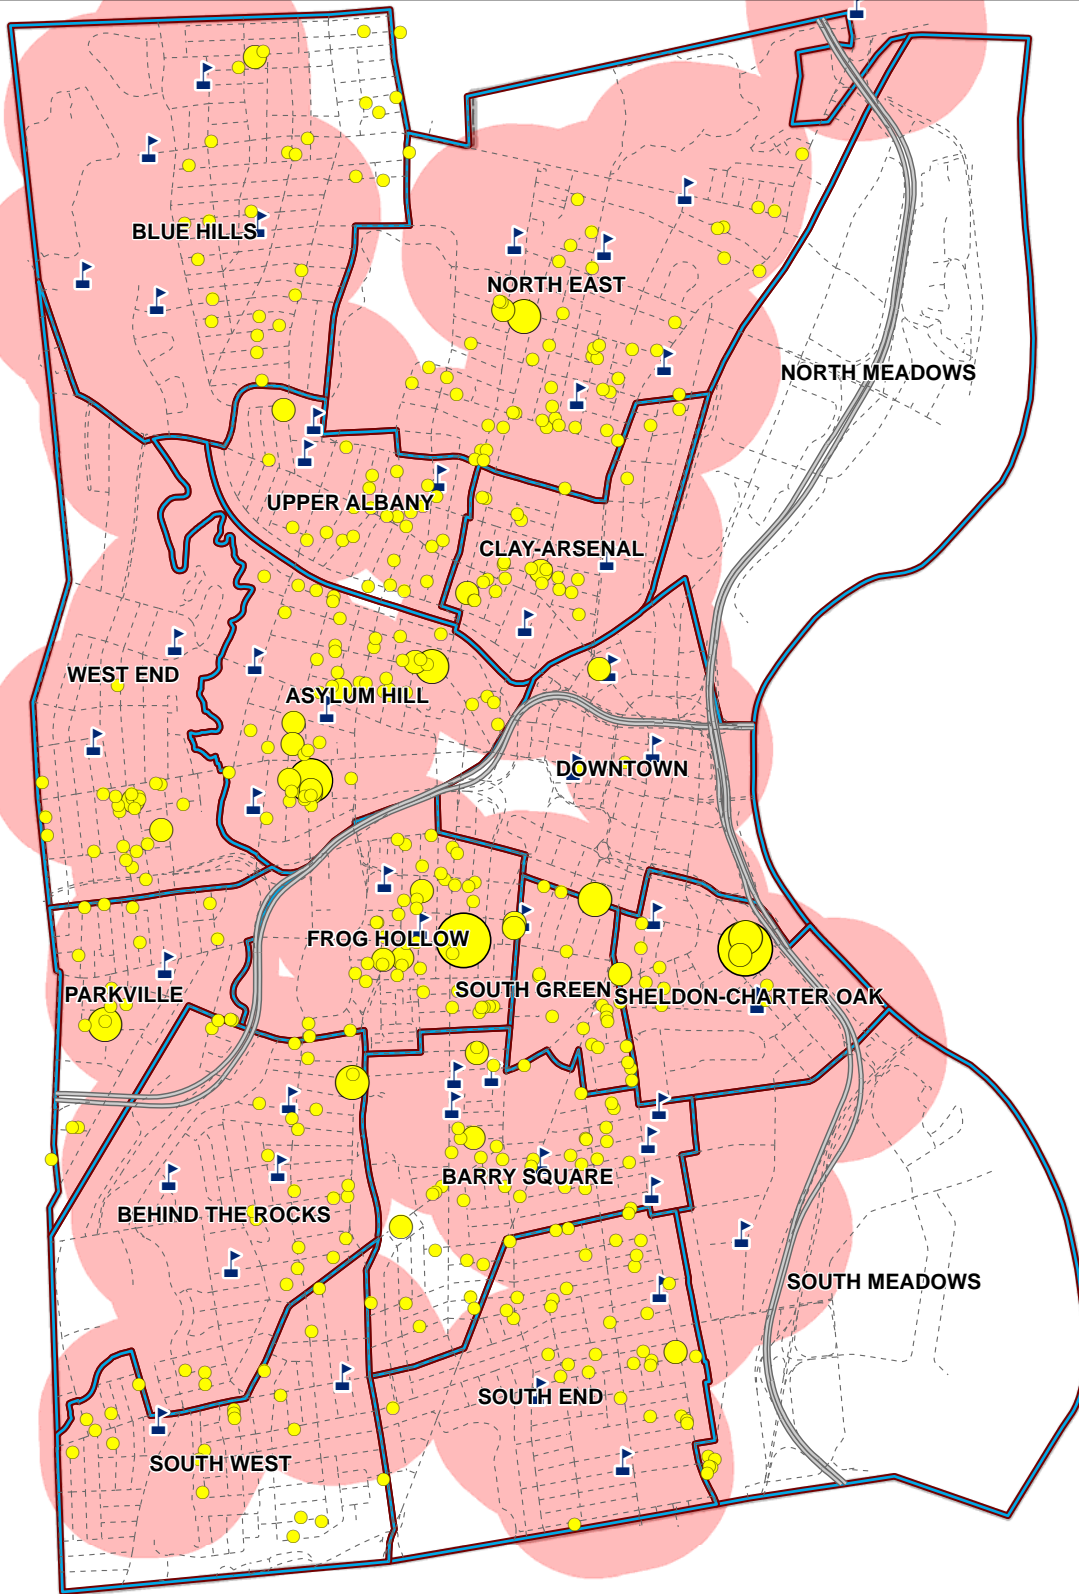 BLUE HILLS
NORTH EAST
NORTH MEADOWS
UPPER ALBANY
CLAY-ARSENAL
WEST END
ASYLUM HILL
DOWNTOWN
FROG HOLLOW
PARKVILLE
SOUTH GREEN
SHELDON-CHARTER OAK
BARRY SQUARE
BEHIND THE ROCKS
SOUTH MEADOWS
SOUTH END
SOUTH WEST